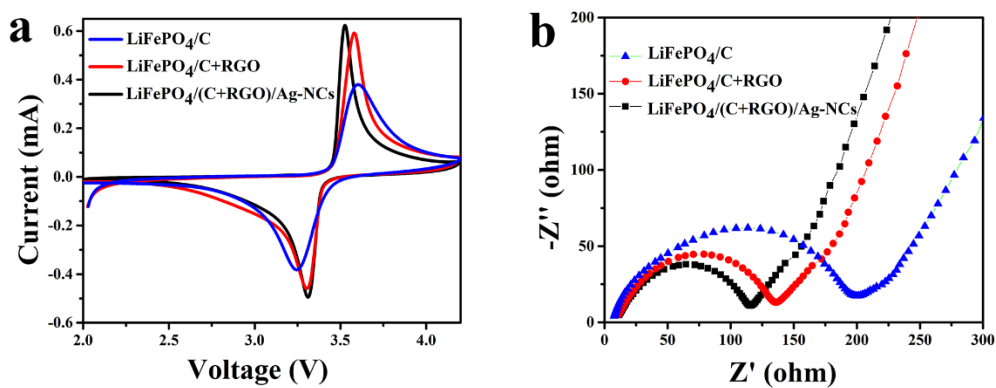 a
LiFePO4/C
LiFePO4/C+RGO
LiFePO4/(C+RGO)/Ag-NCs
Current (mA)
0.6
0.4
0.2
0.0
-0.2
-0.4
-0.6
2.0 2.5 3.0 3.5 4.0
Voltage (V)
b
LiFePO4/C
LiFePO4/C+RGO
LiFePO4/(C+RGO)/Ag-NCs
-Z'' (ohm)
200
150
100
50
0
0 50 100 150 200 250 300
Z' (ohm)